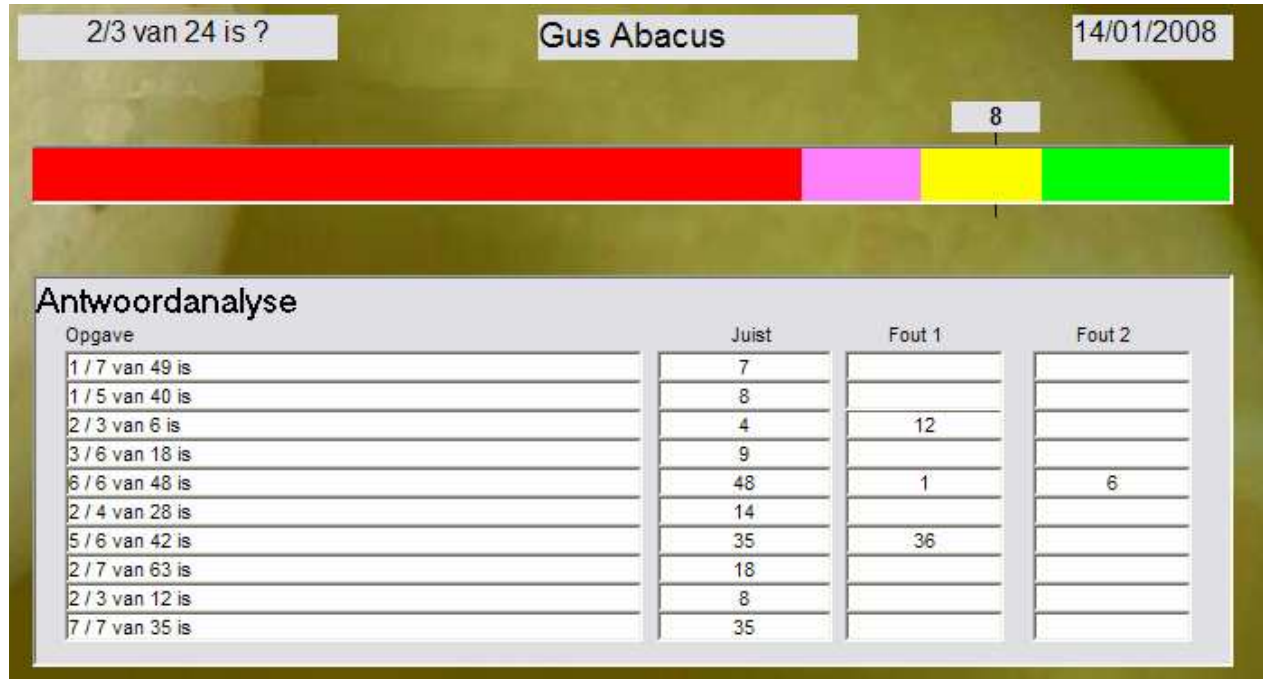 2/3 van 24 is ? Gus Abacus 14/01/2008
8
Antwoordanalyse
Opgave Juist Fout 1 Fout 2
1 / 7 van 49 is 7
1 / 5 van 40 is 8
2 / 3 van 6 is 4 12
3 / 6 van 18 is 9
6 / 6 van 48 is 48 1 6
2 / 4 van 28 is 14
5 / 6 van 42 is 35 36
2 / 7 van 63 is 18
2 / 3 van 12 is 8
7 / 7 van 35 is 35